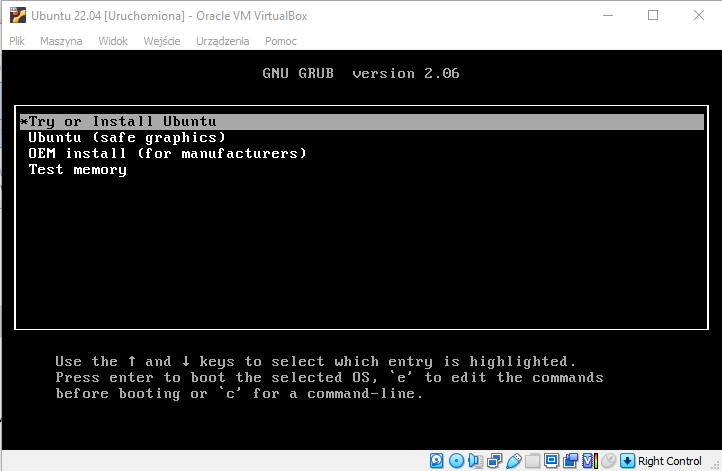 Ubuntu 22.04 [Uruchomiona] - Oracle VM VirtualBox
Plik Maszyna Widok Wejście Urządzenia Pomoc
GNU GRUB version 2.06
*Try or Install Ubuntu
Ubuntu (safe graphics)
OEM install (for manufacturers)
Test memory
Use the ↑ and ↓ keys to select which entry is highlighted.
Press enter to boot the selected OS, `e' to edit the commands
before booting or `c' for a command-line.
Right Control